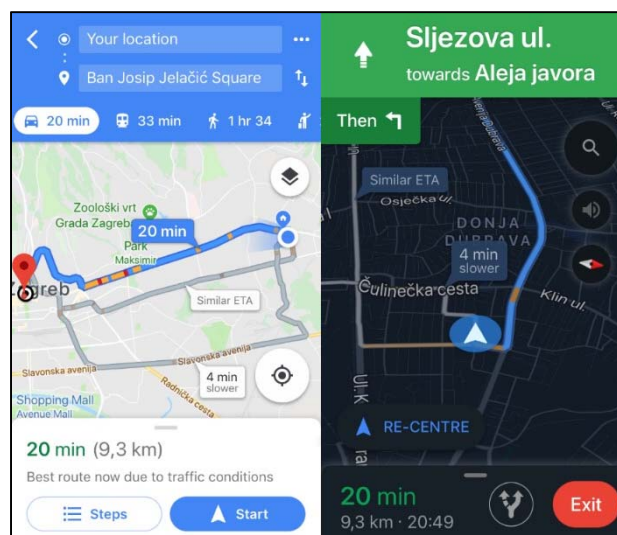 Your location
Ban Josip Jelačić Square
20 min
33 min
1 hr 34
Zoološki vrt
Grada Zagreba
Park
Maksimir
20 min
Zagreb
Similar ETA
Slavonska avenija
Slavonska avenija
4 min
slower
Radnička cesta
Shopping Mall
Avenue Mall
20 min (9,3 km)
Best route now due to traffic conditions
Steps
Start
Sljezova ul.
towards Aleja javora
Then
Similar ETA
Osječka ul.
DONJA
DUBRAVA
4 min
slower
Čulinečka cesta
Klin ul.
Ul. K
RE-CENTRE
20 min
9,3 km · 20:49
Exit